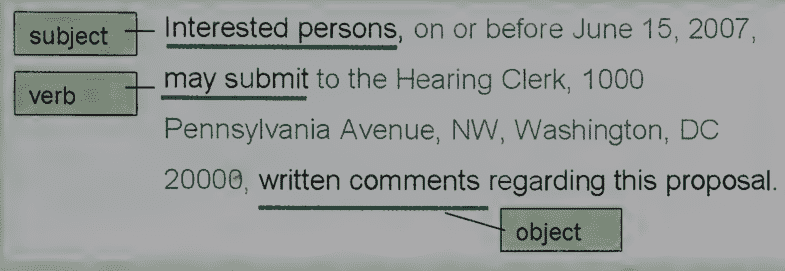 subject
Interested persons, on or before June 15, 2007,
verb
may submit to the Hearing Clerk, 1000
Pennsylvania Avenue, NW, Washington, DC
20000, written comments regarding this proposal.
object